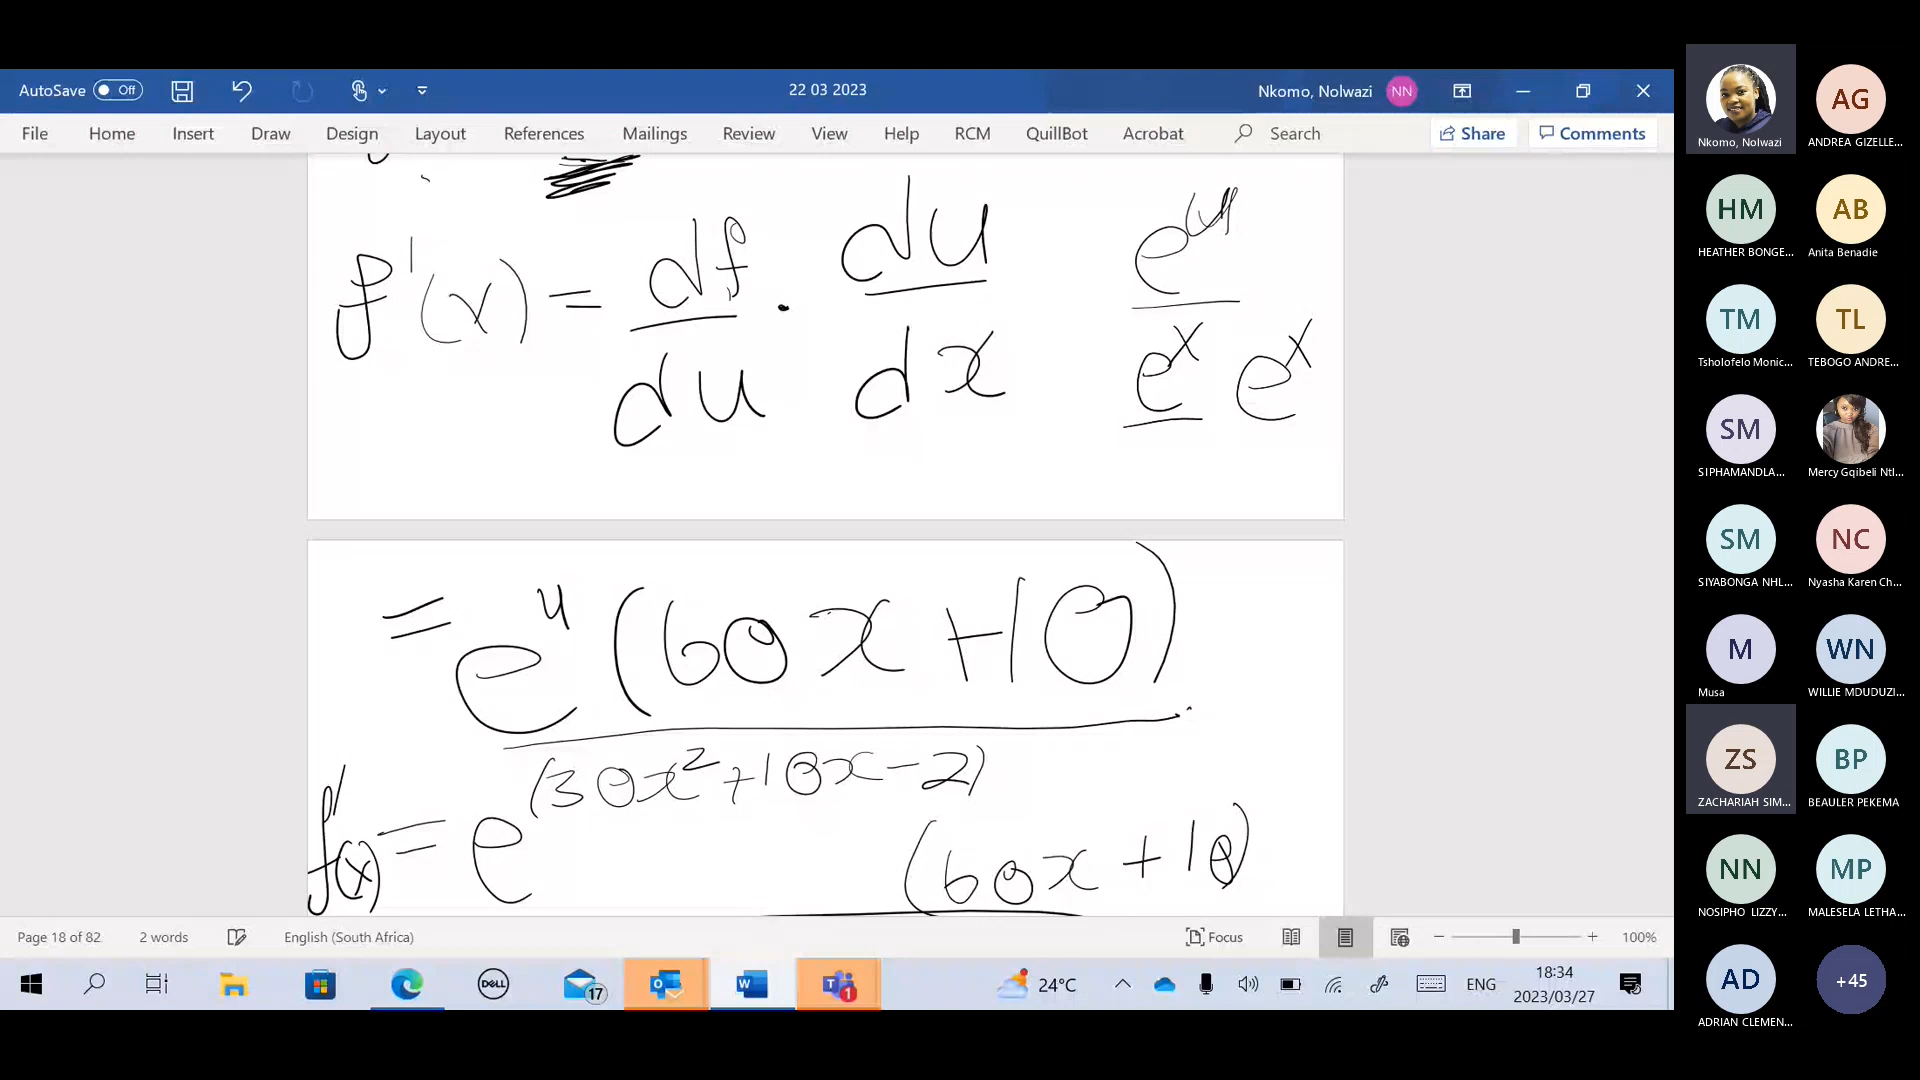 AutoSave Off 22 03 2023 Nkomo, Nolwazi NN
File Home Insert Draw Design Layout References Mailings Review View Help RCM QuillBot Acrobat Search Share Comments
f'(x) = df/du · du/dx
e^u
e^x e^x
= e^u (60x + 10)
f'(x) = e^(30x²+10x-2) (60x + 10)
Page 18 of 82 2 words English (South Africa) Focus 100%
DELL 17 1 24°C ENG 18:34
2023/03/27
Nkomo, Nolwazi
AG
ANDREA GIZELLE...
HM
HEATHER BONGE...
AB
Anita Benadie
TM
Tsholofelo Monic...
TL
TEBOGO ANDRE...
SM
SIPHAMANDLA...
Mercy Gqibeli Ntl...
SM
SIYABONGA NHL...
NC
Nyasha Karen Ch...
M
Musa
WN
WILLIE MDUDUZI...
ZS
ZACHARIAH SIM...
BP
BEAULER PEKEMA
NN
NOSIPHO LIZZY...
MP
MALESELA LETHA...
AD
ADRIAN CLEMEN...
+45